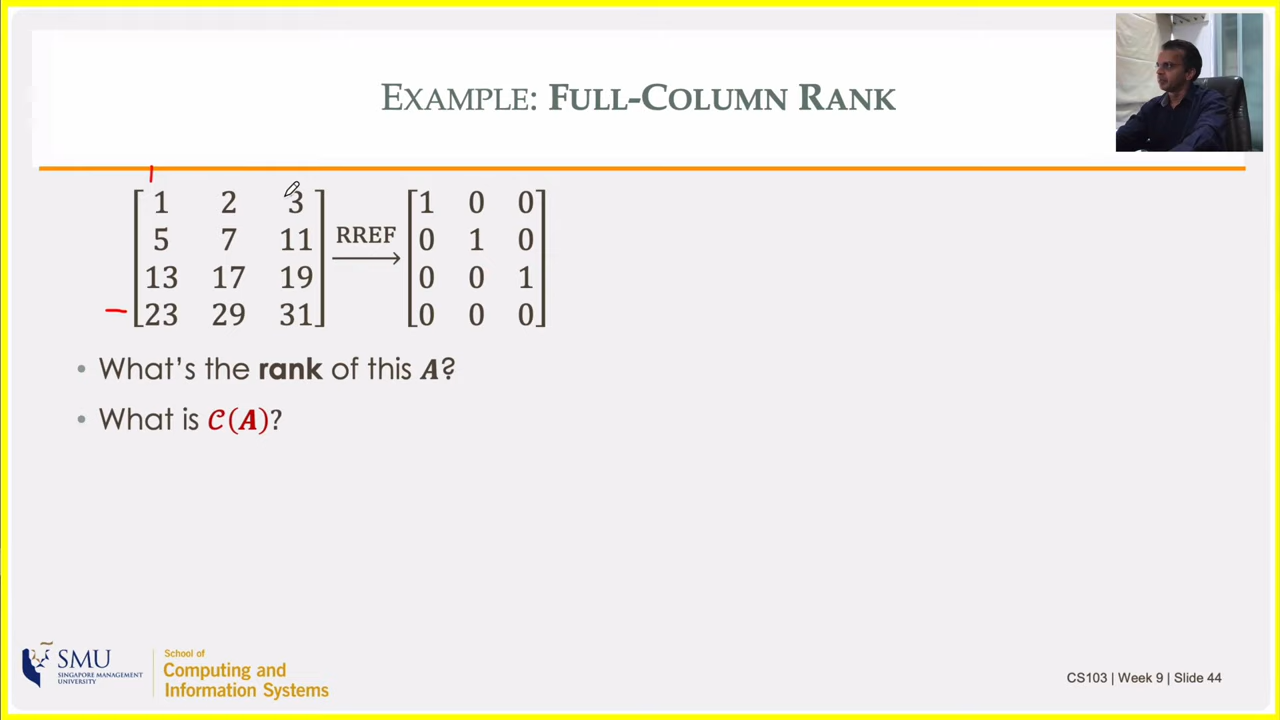 EXAMPLE: FULL-COLUMN RANK
1 2 3
5 7 11
13 17 19
23 29 31
RREF
1 0 0
0 1 0
0 0 1
0 0 0
• What's the rank of this A?
• What is C(A)?
SMU
SINGAPORE MANAGEMENT
UNIVERSITY
School of
Computing and
Information Systems
CS103 | Week 9 | Slide 44